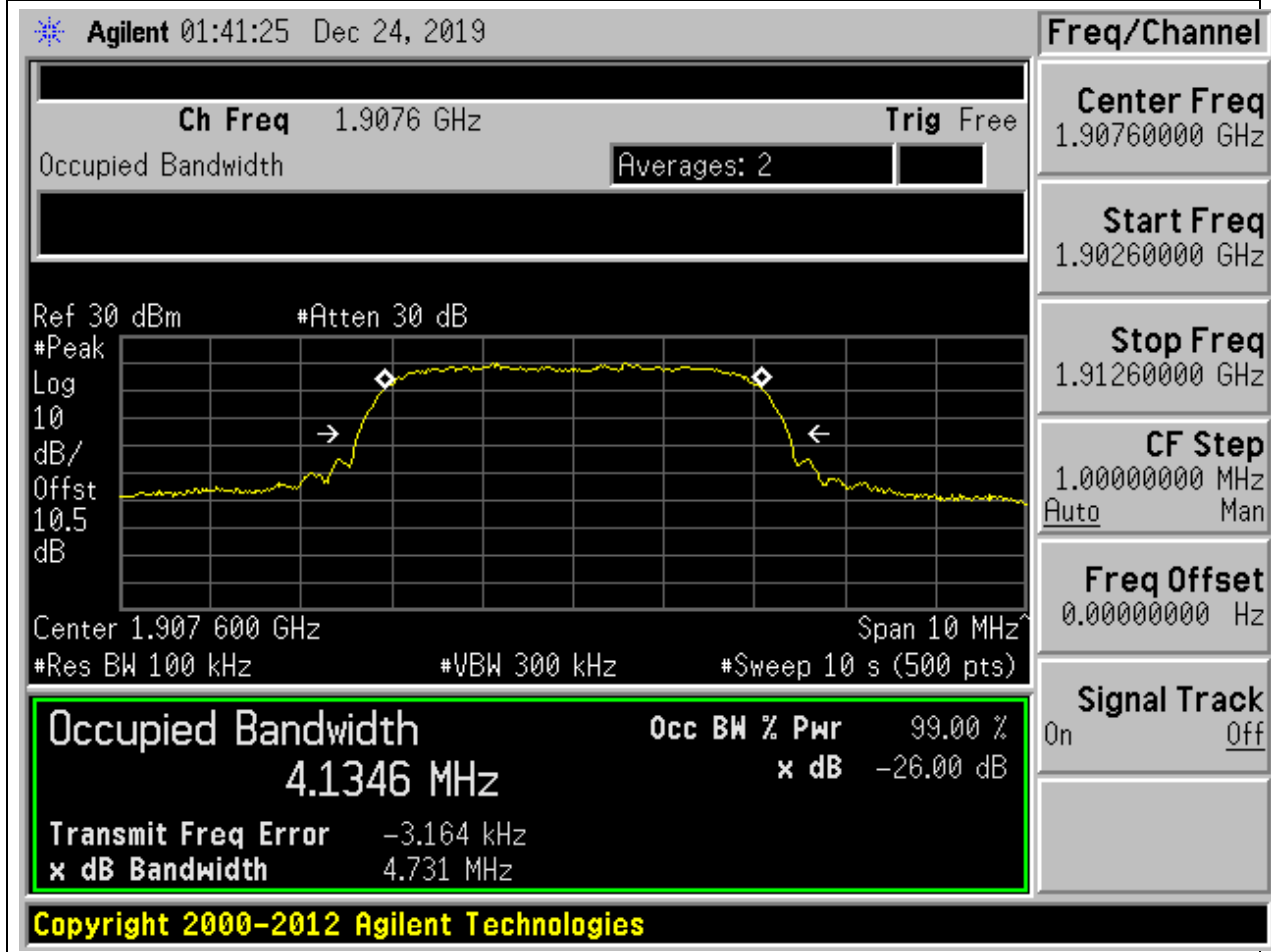 Agilent 01:41:25 Dec 24, 2019
Ch Freq 1.9076 GHz Trig Free
Occupied Bandwidth Averages: 2
Ref 30 dBm #Atten 30 dB
#Peak
Log
10
dB/
Offst
10.5
dB
Center 1.907 600 GHz Span 10 MHz^
#Res BW 100 kHz #VBW 300 kHz #Sweep 10 s (500 pts)
Occupied Bandwidth Occ BW % Pwr 99.00 %
4.1346 MHz x dB -26.00 dB
Transmit Freq Error -3.164 kHz
x dB Bandwidth 4.731 MHz
Copyright 2000-2012 Agilent Technologies
Freq/Channel
Center Freq
1.90760000 GHz
Start Freq
1.90260000 GHz
Stop Freq
1.91260000 GHz
CF Step
1.00000000 MHz
Auto Man
Freq Offset
0.00000000 Hz
Signal Track
On Off